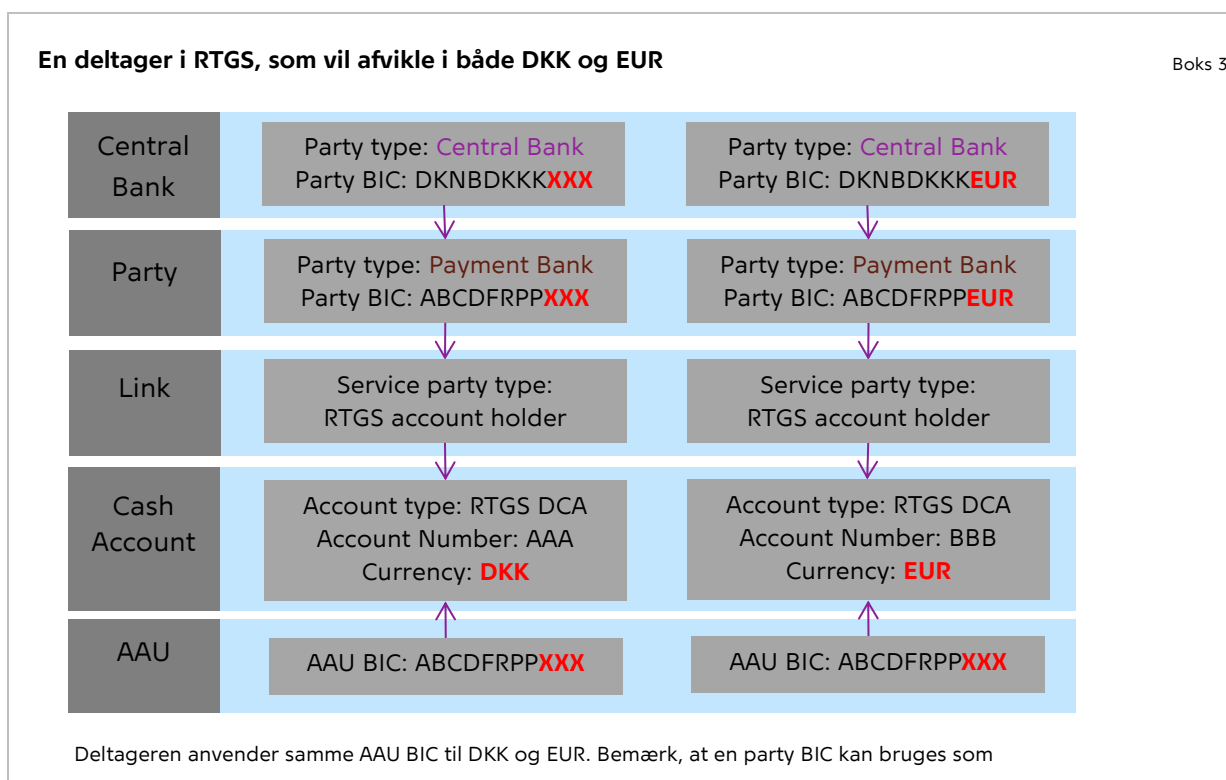 En deltager i RTGS, som vil afvikle i både DKK og EUR
Boks 3
Central
Bank
Party type: Central Bank
Party BIC: DKNBDKKKXXX
Party type: Central Bank
Party BIC: DKNBDKKKEUR
Party
Party type: Payment Bank
Party BIC: ABCDFRPPXXX
Party type: Payment Bank
Party BIC: ABCDFRPPEUR
Link
Service party type:
RTGS account holder
Service party type:
RTGS account holder
Cash
Account
Account type: RTGS DCA
Account Number: AAA
Currency: DKK
Account type: RTGS DCA
Account Number: BBB
Currency: EUR
AAU
AAU BIC: ABCDFRPPXXX
AAU BIC: ABCDFRPPXXX
Deltageren anvender samme AAU BIC til DKK og EUR. Bemærk, at en party BIC kan bruges som